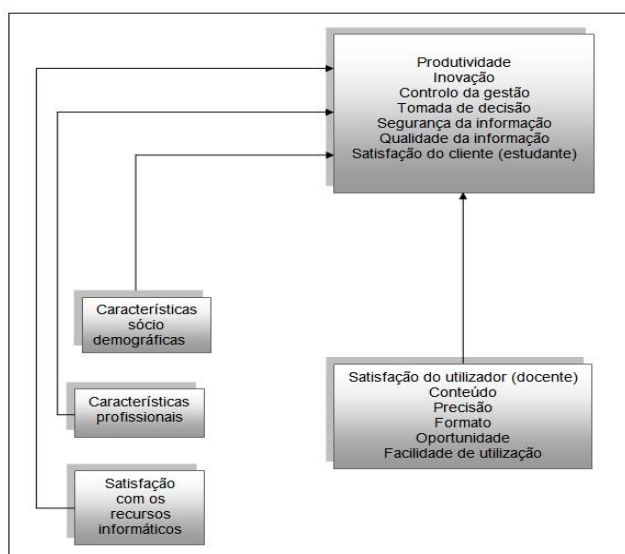 Produtividade
Inovação
Controlo da gestão
Tomada de decisão
Segurança da informação
Qualidade da informação
Satisfação do cliente (estudante)
Características
sócio
demográficas
Características
profissionais
Satisfação
com os
recursos
informáticos
Satisfação do utilizador (docente)
Conteúdo
Precisão
Formato
Oportunidade
Facilidade de utilização